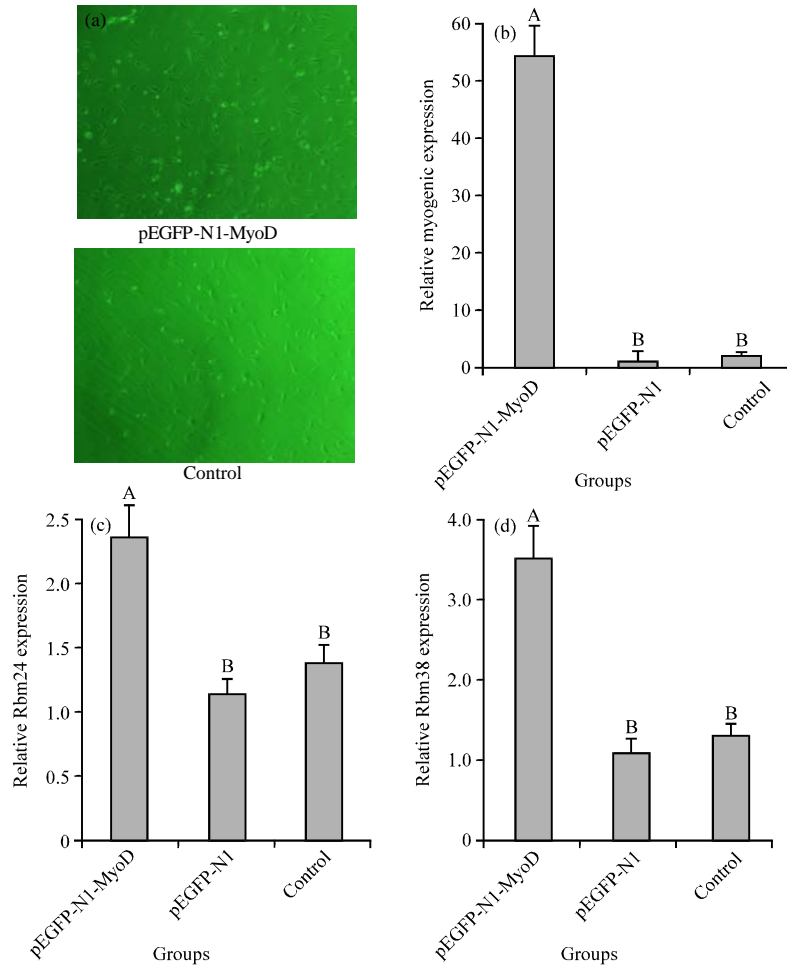 (a)
pEGFP-N1-MyoD
Control
(b)
Relative myogenic expression
60
50
40
30
20
10
0
A
B
B
pEGFP-N1-MyoD
pEGFP-N1
Control
Groups
(c)
Relative Rbm24 expression
2.5
2.0
1.5
1.0
0.5
0
A
B
B
pEGFP-N1-MyoD
pEGFP-N1
Control
Groups
(d)
Relative Rbm38 expression
4.0
3.0
2.0
1.0
0
A
B
B
pEGFP-N1-MyoD
pEGFP-N1
Control
Groups